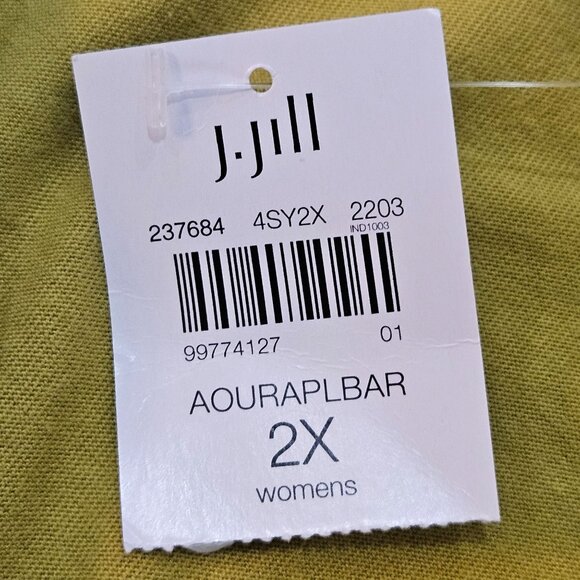 J.Jill
237684 4SY2X 2203
IND1003
99774127 01
AOURAPLBAR
2X
womens